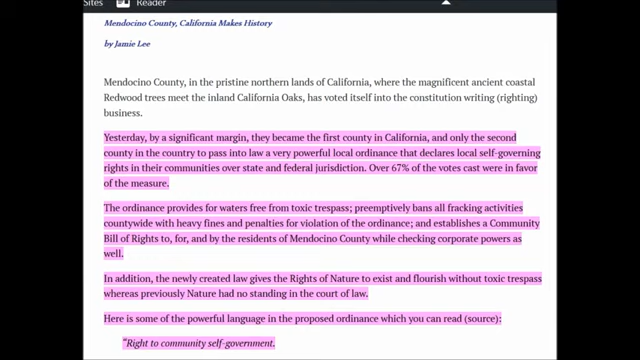 Sites Reader
Mendocino County, California Makes History
by Jamie Lee
Mendocino County, in the pristine northern lands of California, where the magnificent ancient coastal
Redwood trees meet the inland California Oaks, has voted itself into the constitution writing (righting)
business.
Yesterday, by a significant margin, they became the first county in California, and only the second
county in the country to pass into law a very powerful local ordinance that declares local self-governing
rights in their communities over state and federal jurisdiction. Over 67% of the votes cast were in favor
of the measure.
The ordinance provides for waters free from toxic trespass; preemptively bans all fracking activities
countywide with heavy fines and penalties for violation of the ordinance; and establishes a Community
Bill of Rights to, for, and by the residents of Mendocino County while checking corporate powers as
well.
In addition, the newly created law gives the Rights of Nature to exist and flourish without toxic trespass
whereas previously Nature had no standing in the court of law.
Here is some of the powerful language in the proposed ordinance which you can read (source):
“Right to community self-government.